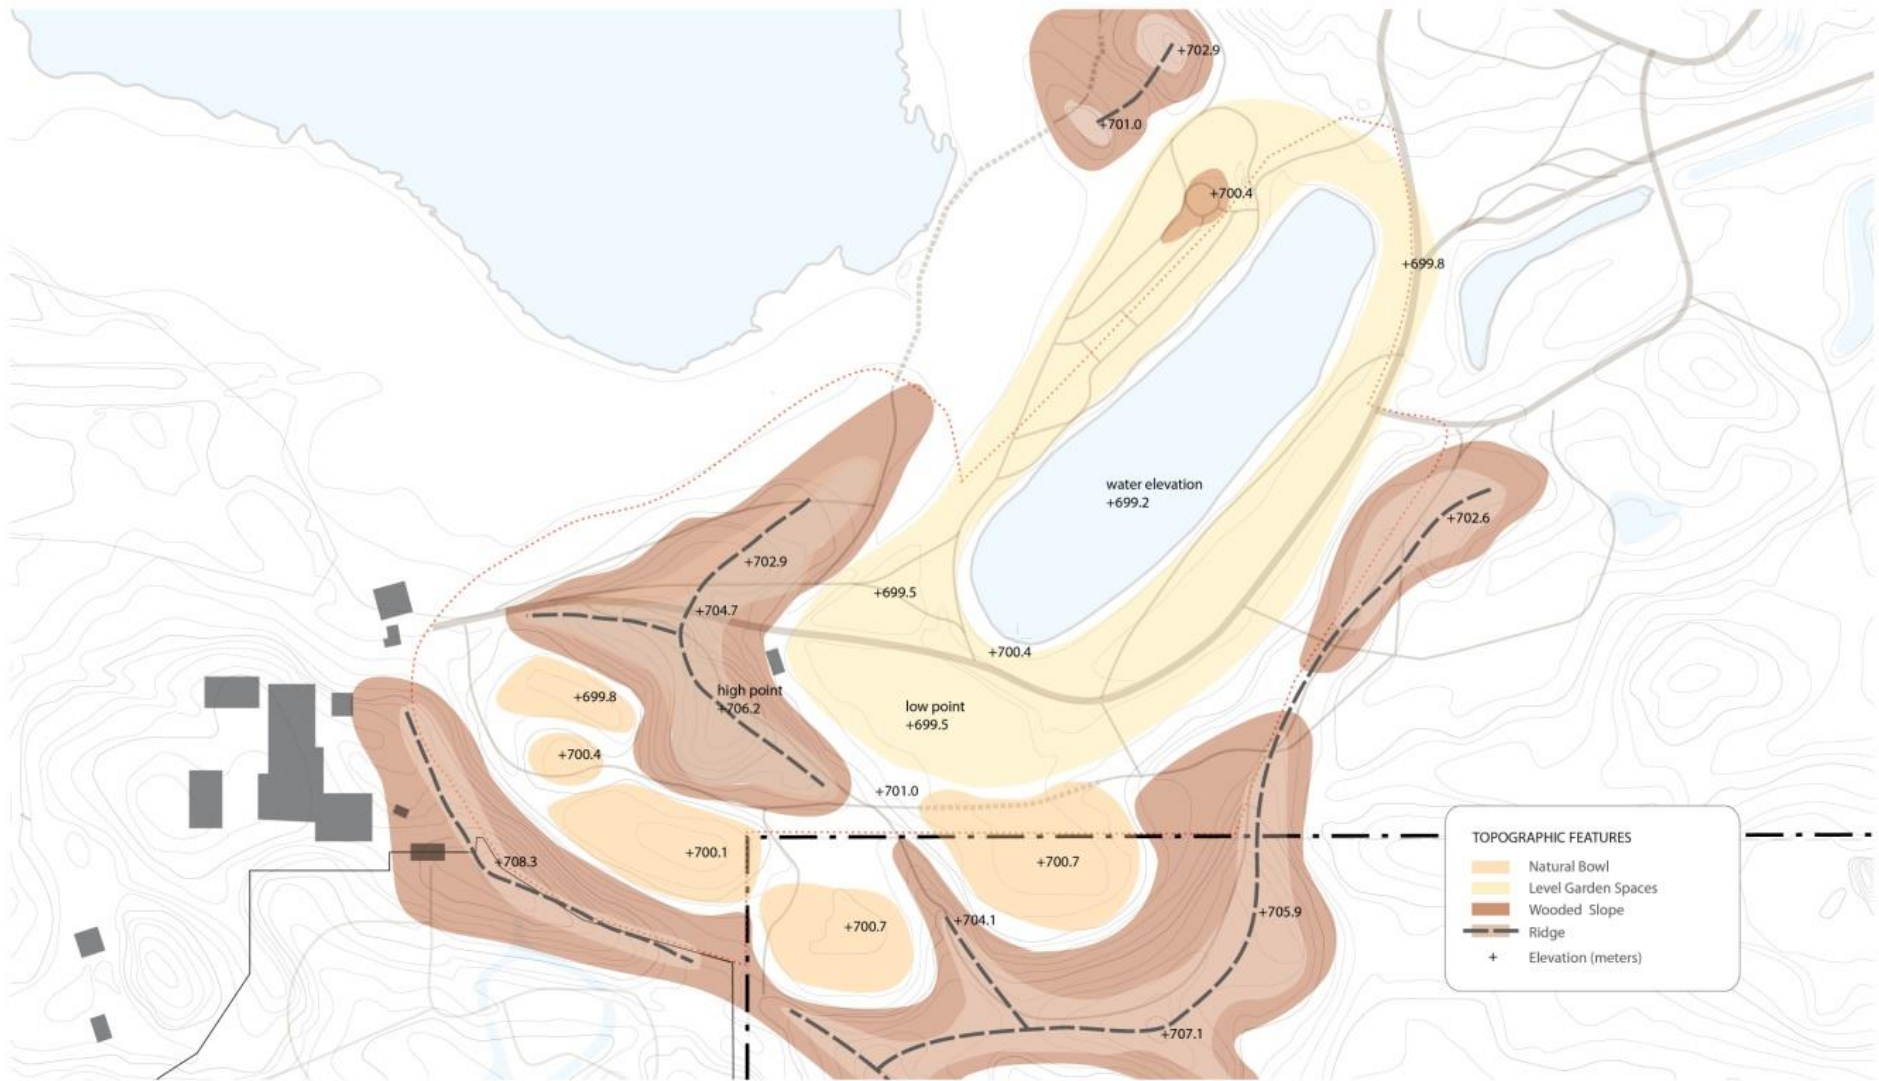 +702.9
+701.0
+700.4
+699.8
water elevation
+699.2
+702.6
+702.9
+699.5
+704.7
+700.4
high point
+706.2
+699.8
low point
+699.5
+700.4
+701.0
+700.1
+700.7
+708.3
+700.7
+704.1
+705.9
+707.1
TOPOGRAPHIC FEATURES
Natural Bowl
Level Garden Spaces
Wooded Slope
Ridge
+ Elevation (meters)